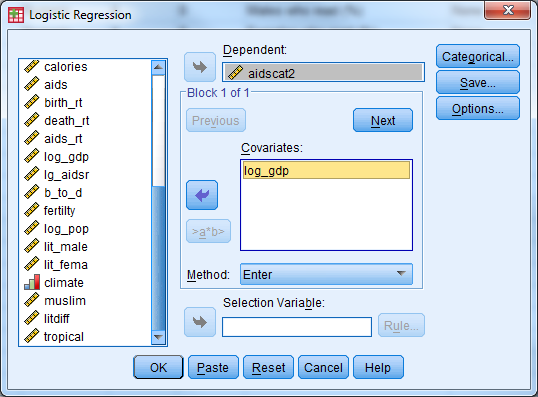 Logistic Regression
calories
aids
birth_rt
death_rt
aids_rt
log_gdp
lg_aidsr
b_to_d
fertilty
log_pop
lit_male
lit_fema
climate
muslim
litdiff
tropical
Dependent:
aidscat2
Block 1 of 1
Previous
Next
Covariates:
log_gdp
>a*b>
Method:
Enter
Selection Variable:
Rule...
Categorical...
Save...
Options...
OK
Paste
Reset
Cancel
Help